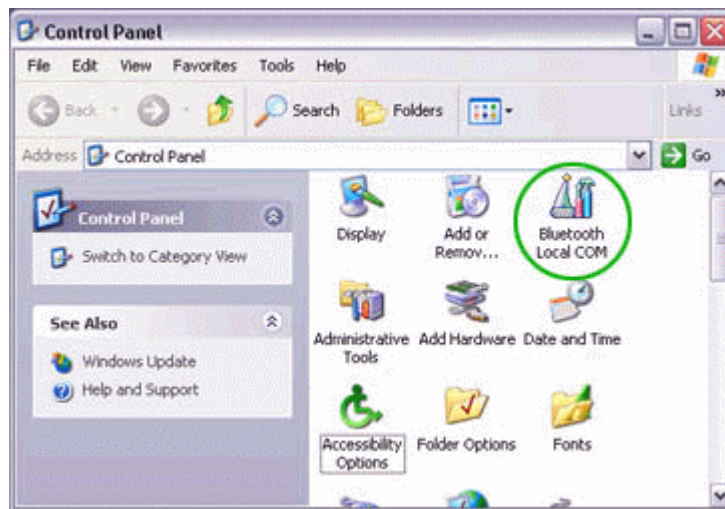 Control Panel
File Edit View Favorites Tools Help
Back Search Folders Links »
Address Control Panel Go
Control Panel
Switch to Category View
See Also
Windows Update
Help and Support
Display
Add or
Remov...
Bluetooth
Local COM
Administrative
Tools
Add Hardware
Date and Time
Accessibility
Options
Folder Options
Fonts